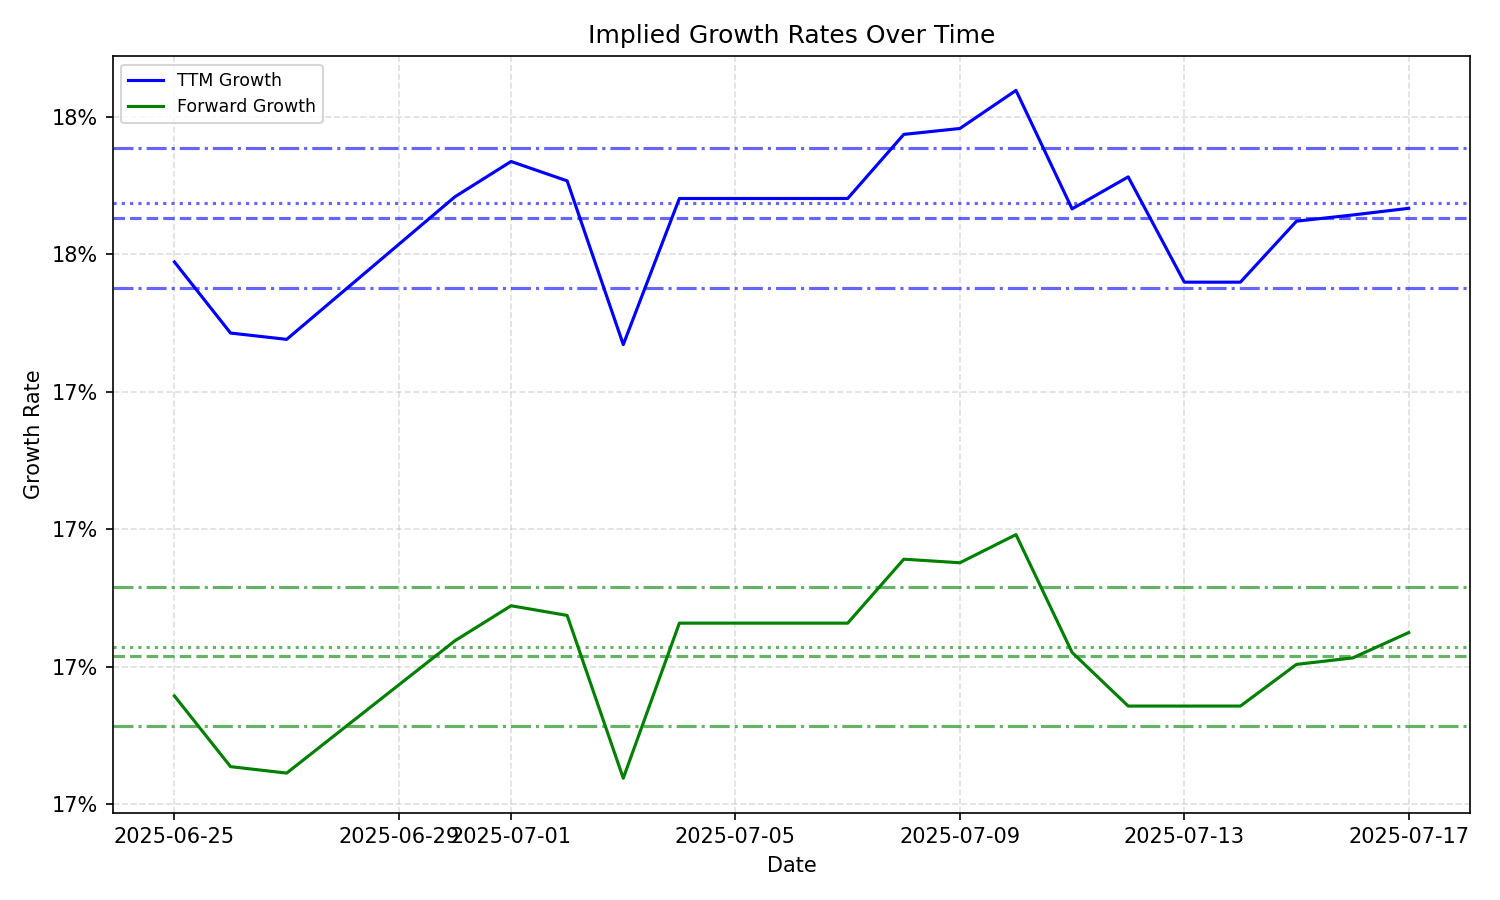 Implied Growth Rates Over Time
TTM Growth
Forward Growth
Growth Rate
18%
18%
17%
17%
17%
17%
2025-06-25
2025-06-29
2025-07-01
2025-07-05
2025-07-09
2025-07-13
2025-07-17
Date